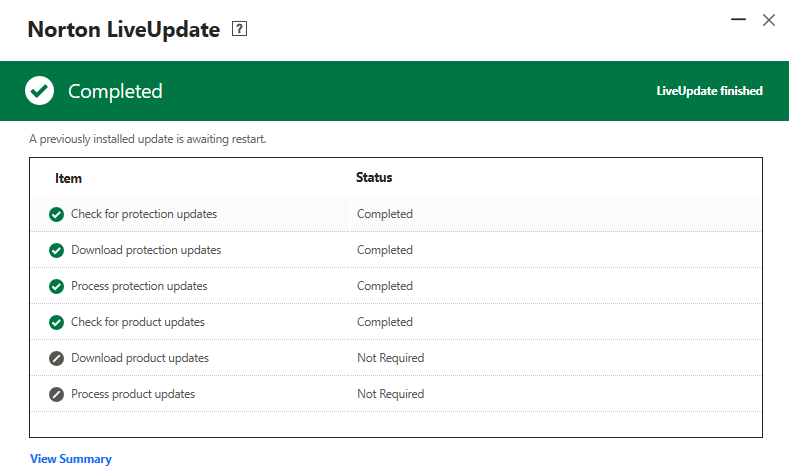 Norton LiveUpdate ?
Completed LiveUpdate finished
A previously installed update is awaiting restart.
Item Status
Check for protection updates Completed
Download protection updates Completed
Process protection updates Completed
Check for product updates Completed
Download product updates Not Required
Process product updates Not Required
View Summary